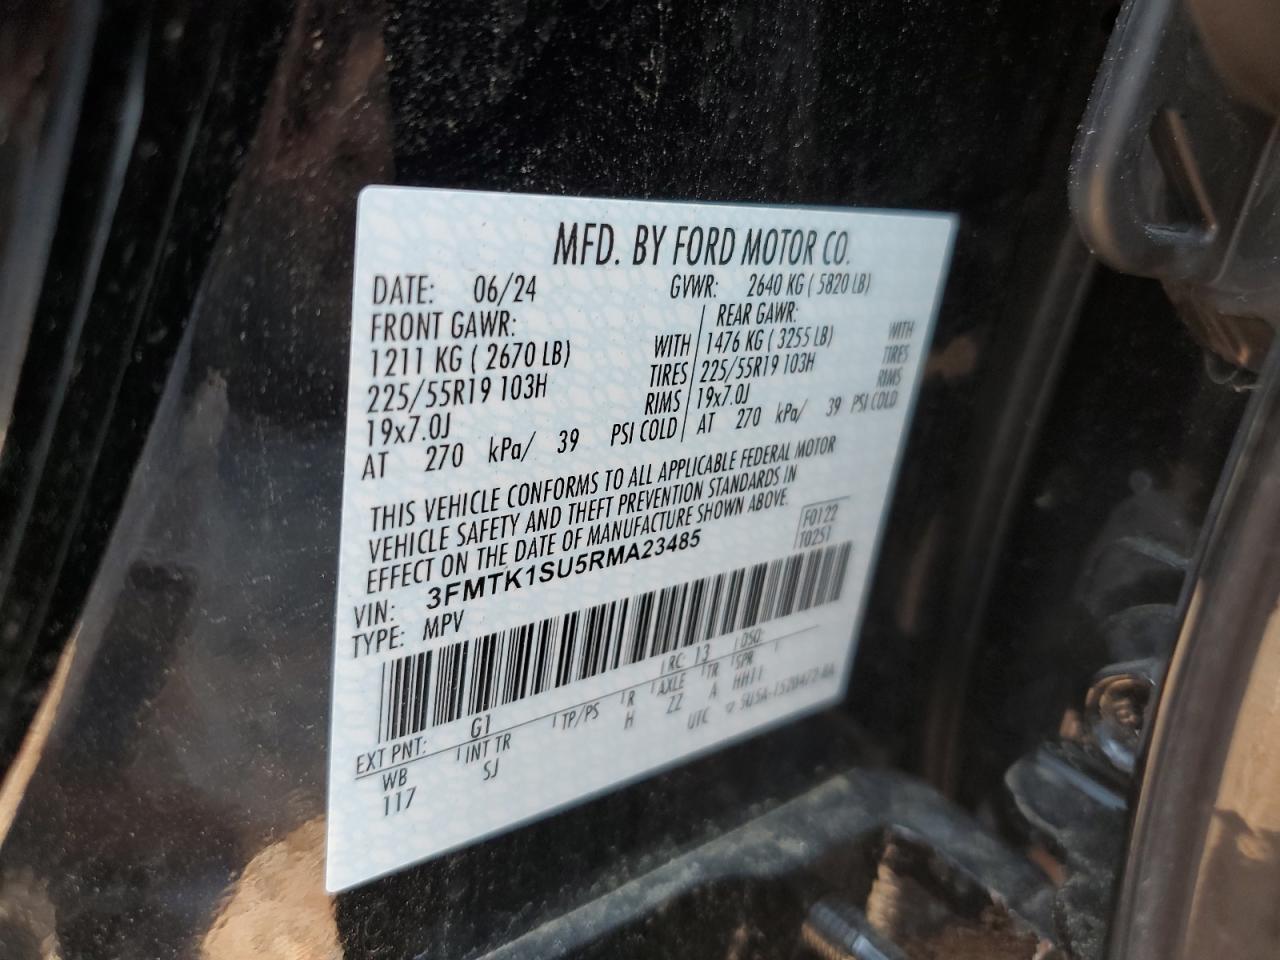 MFD. BY FORD MOTOR CO.
DATE: 06/24 GVWR: 2640 KG ( 5820 LB)
FRONT GAWR: REAR GAWR:
1211 KG ( 2670 LB) WITH 1476 KG ( 3255 LB) WITH
225/55R19 103H TIRES 225/55R19 103H TIRES
19x7.0J RIMS 19x7.0J RIMS
AT 270 kPa/ 39 PSI COLD AT 270 kPa/ 39 PSI COLD
THIS VEHICLE CONFORMS TO ALL APPLICABLE FEDERAL MOTOR
VEHICLE SAFETY AND THEFT PREVENTION STANDARDS IN
EFFECT ON THE DATE OF MANUFACTURE SHOWN ABOVE.
VIN: 3FMTK1SU5RMA23485 F0122
TYPE: MPV T0251
EXT PNT: G1 RC: 13 DSO:
WB INT TR TP/PS R AXLE TR SPR
117 SJ H ZZ A HHJJ
UTC